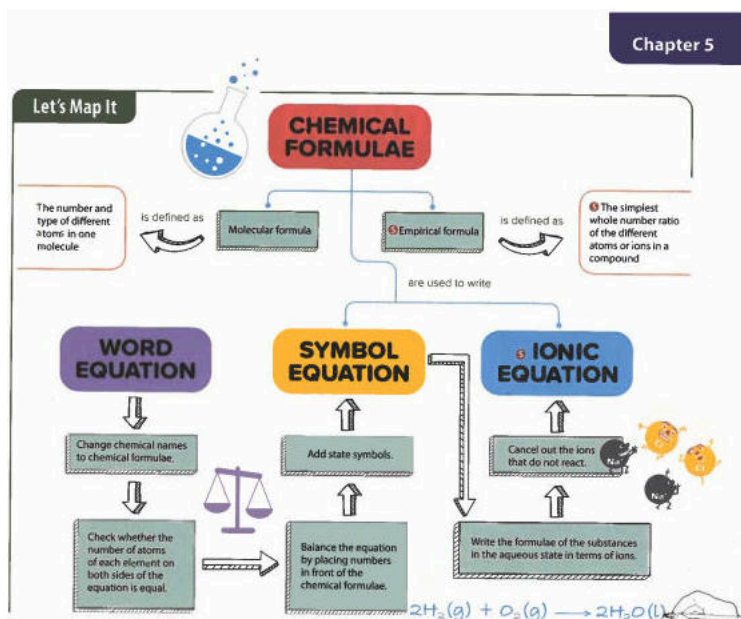 Chapter 5
Let's Map It
CHEMICAL
FORMULAE
The number and
type of different
atoms in one
molecule
is defined as
Molecular formula
S Empirical formula
is defined as
S The simplest
whole number ratio
of the different
atoms or ions in a
compound
are used to write
WORD
EQUATION
SYMBOL
EQUATION
S IONIC
EQUATION
Change chemical names
to chemical formulae.
Add state symbols.
Cancel out the ions
that do not react.
Na⁺
Cl⁻
Na⁺
Cl⁻
Check whether the
number of atoms
of each element on
both sides of the
equation is equal.
Balance the equation
by placing numbers
in front of the
chemical formulae.
Write the formulae of the substances
in the aqueous state in terms of ions.
2H₂(g) + O₂(g) ⟶ 2H₂O(l)